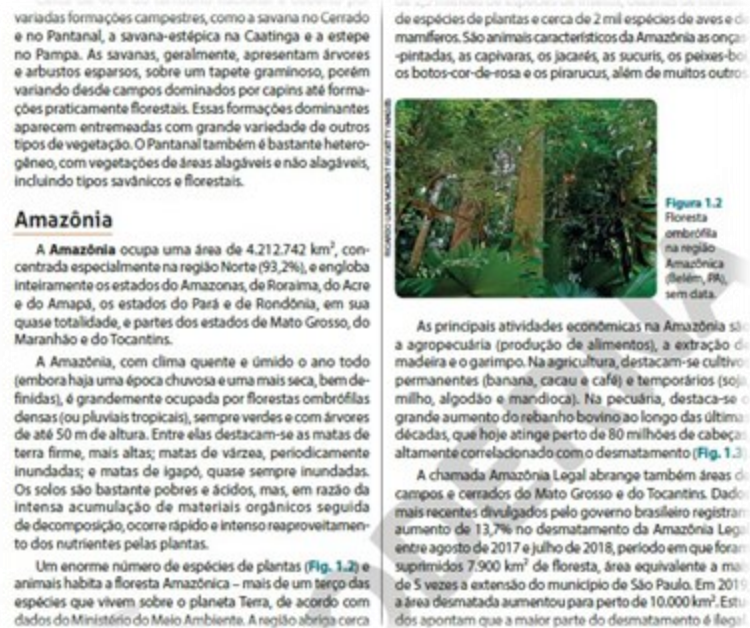 variadas formações campestres, como a savana no Cerrado
e no Pantanal, a savana-estépica na Caatinga e a estepe
no Pampa. As savanas, geralmente, apresentam árvores
e arbustos esparsos, sobre um tapete graminoso, porém
variando desde campos dominados por capins até forma-
ções praticamente florestais. Essas formações dominantes
aparecem entremeadas com grande variedade de outros
tipos de vegetação. O Pantanal também é bastante hetero-
gêneo, com vegetações de áreas alagáveis e não alagáveis,
incluindo tipos savânicos e florestais.
Amazônia
A Amazônia ocupa uma área de 4.212.742 km², con-
centrada especialmente na região Norte (93,2%), e engloba
inteiramente os estados do Amazonas, de Roraima, do Acre
e do Amapá, os estados do Pará e de Rondônia, em sua
quase totalidade, e partes dos estados de Mato Grosso, do
Maranhão e do Tocantins.
A Amazônia, com clima quente e úmido o ano todo
(embora haja uma época chuvosa e uma mais seca, bem de-
finidas), é grandemente ocupada por florestas ombrófilas
densas (ou pluviais tropicais), sempre verdes e com árvores
de até 50 m de altura. Entre elas destacam-se as matas de
terra firme, mais altas; matas de várzea, periodicamente
inundadas; e matas de igapó, quase sempre inundadas.
Os solos são bastante pobres e ácidos, mas, em razão da
intensa acumulação de materiais orgânicos seguida
de decomposição, ocorre rápido e intenso reaproveitamen-
to dos nutrientes pelas plantas.
Um enorme número de espécies de plantas (Fig. 1.2) e
animais habita a floresta Amazônica – mais de um terço das
espécies que vivem sobre o planeta Terra, de acordo com
dados do Ministério do Meio Ambiente. A região abriga cerca
de espécies de plantas e cerca de 2 mil espécies de aves e de
mamíferos. São animais característicos da Amazônia as onças-
-pintadas, as capivaras, os jacarés, as sucuris, os peixes-boi
os botos-cor-de-rosa e os pirarucus, além de muitos outros
Figura 1.2
Floresta
ombrófila
na região
Amazônica
(Belém, PA),
sem data.
As principais atividades econômicas na Amazônia são
a agropecuária (produção de alimentos), a extração de
madeira e o garimpo. Na agricultura, destacam-se cultivos
permanentes (banana, cacau e café) e temporários (soja,
milho, algodão e mandioca). Na pecuária, destaca-se o
grande aumento do rebanho bovino ao longo das últimas
décadas, que hoje atinge perto de 80 milhões de cabeças
altamente correlacionado com o desmatamento (Fig. 1.3)
A chamada Amazônia Legal abrange também áreas de
campos e cerrados do Mato Grosso e do Tocantins. Dados
mais recentes divulgados pelo governo brasileiro registram
aumento de 13,7% no desmatamento da Amazônia Legal
entre agosto de 2017 e julho de 2018, período em que foram
suprimidos 7.900 km² de floresta, área equivalente a mais
de 5 vezes a extensão do município de São Paulo. Em 2019
a área desmatada aumentou para perto de 10.000 km². Estu
dos apontam que a maior parte do desmatamento é ilegal